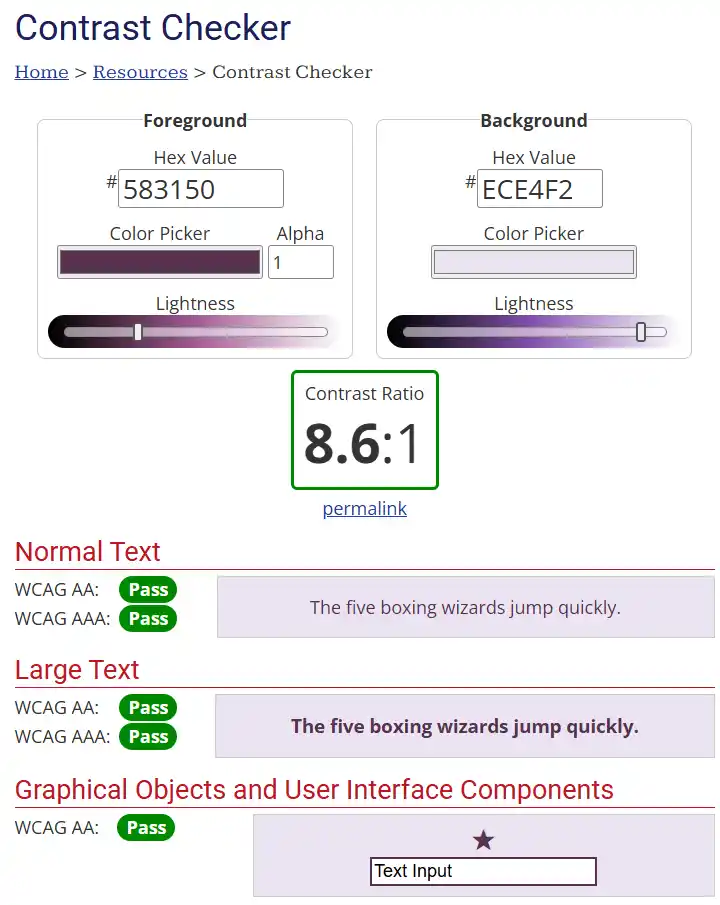 Contrast Checker
Home > Resources > Contrast Checker
Foreground
Hex Value
#583150
Color Picker Alpha
1
Lightness
Background
Hex Value
#ECE4F2
Color Picker
Lightness
Contrast Ratio
8.6:1
permalink
Normal Text
WCAG AA: Pass
WCAG AAA: Pass
The five boxing wizards jump quickly.
Large Text
WCAG AA: Pass
WCAG AAA: Pass
The five boxing wizards jump quickly.
Graphical Objects and User Interface Components
WCAG AA: Pass
Text Input